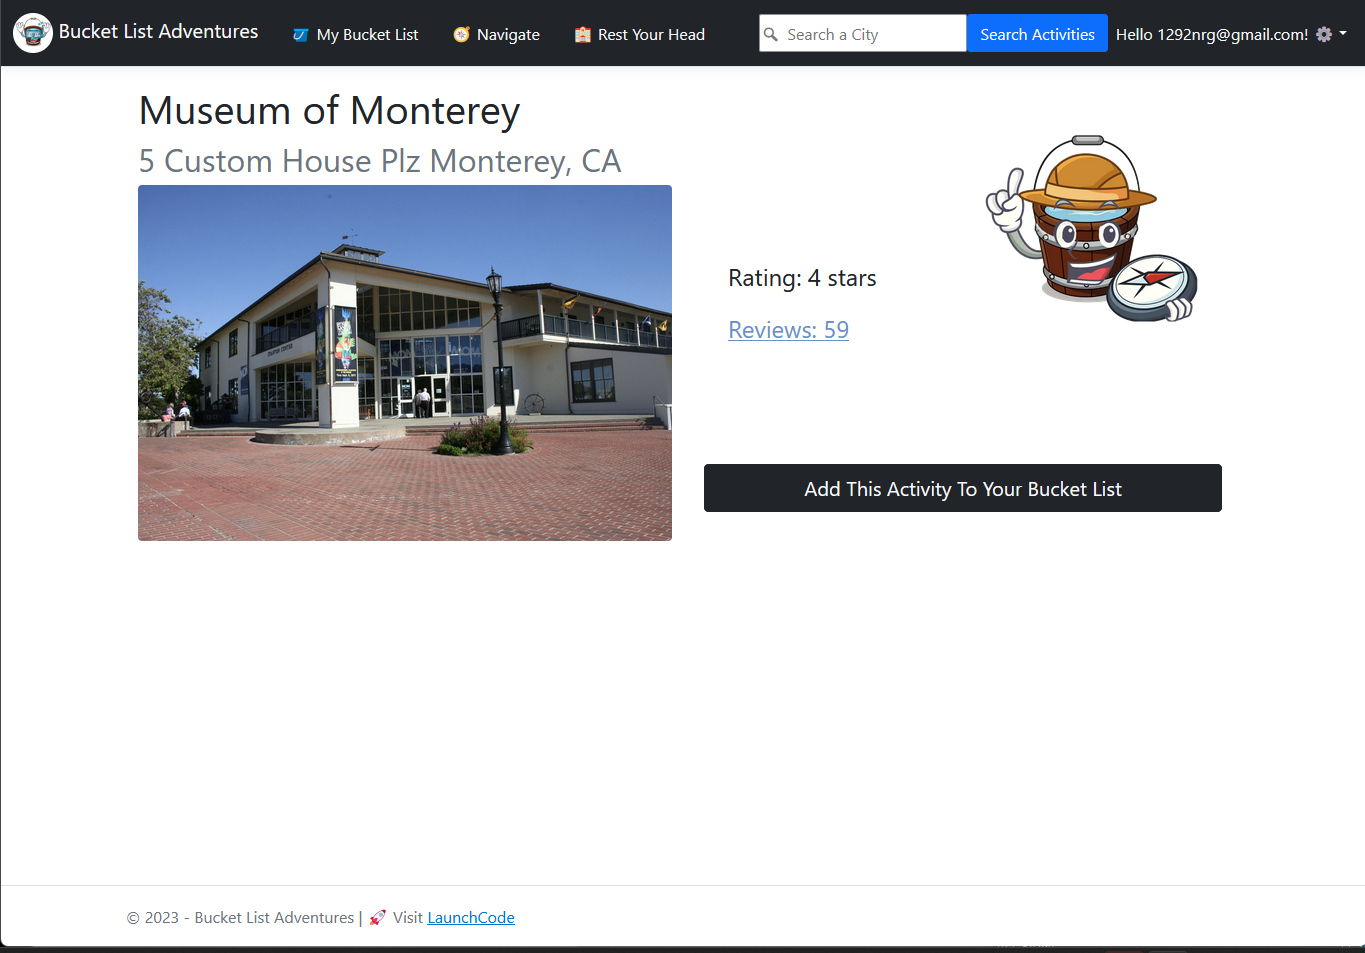 Bucket List Adventures
My Bucket List
Navigate
Rest Your Head
Search a City
Search Activities
Hello 1292nrg@gmail.com!
Museum of Monterey
5 Custom House Plz Monterey, CA
Rating: 4 stars
Reviews: 59
Add This Activity To Your Bucket List
© 2023 - Bucket List Adventures | 🚀 Visit LaunchCode